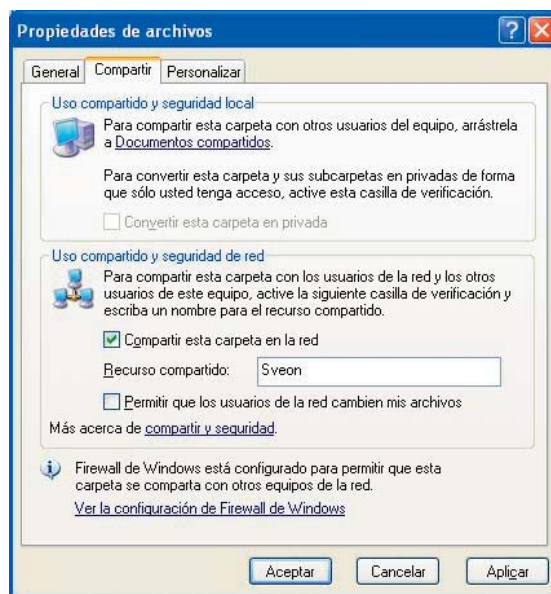 Propiedades de archivos
General Compartir Personalizar
Uso compartido y seguridad local
Para compartir esta carpeta con otros usuarios del equipo, arrástrela
a Documentos compartidos.
Para convertir esta carpeta y sus subcarpetas en privadas de forma
que sólo usted tenga acceso, active esta casilla de verificación.
Convertir esta carpeta en privada
Uso compartido y seguridad de red
Para compartir esta carpeta con los usuarios de la red y los otros
usuarios de este equipo, active la siguiente casilla de verificación y
escriba un nombre para el recurso compartido.
Compartir esta carpeta en la red
Recurso compartido: Sveon
Permitir que los usuarios de la red cambien mis archivos
Más acerca de compartir y seguridad.
Firewall de Windows está configurado para permitir que esta
carpeta se comparta con otros equipos de la red.
Ver la configuración de Firewall de Windows
Aceptar Cancelar Aplicar